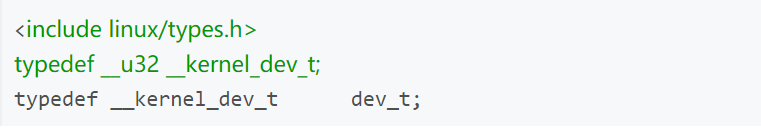 <include linux/types.h>
typedef __u32 __kernel_dev_t;
typedef __kernel_dev_t      dev_t;